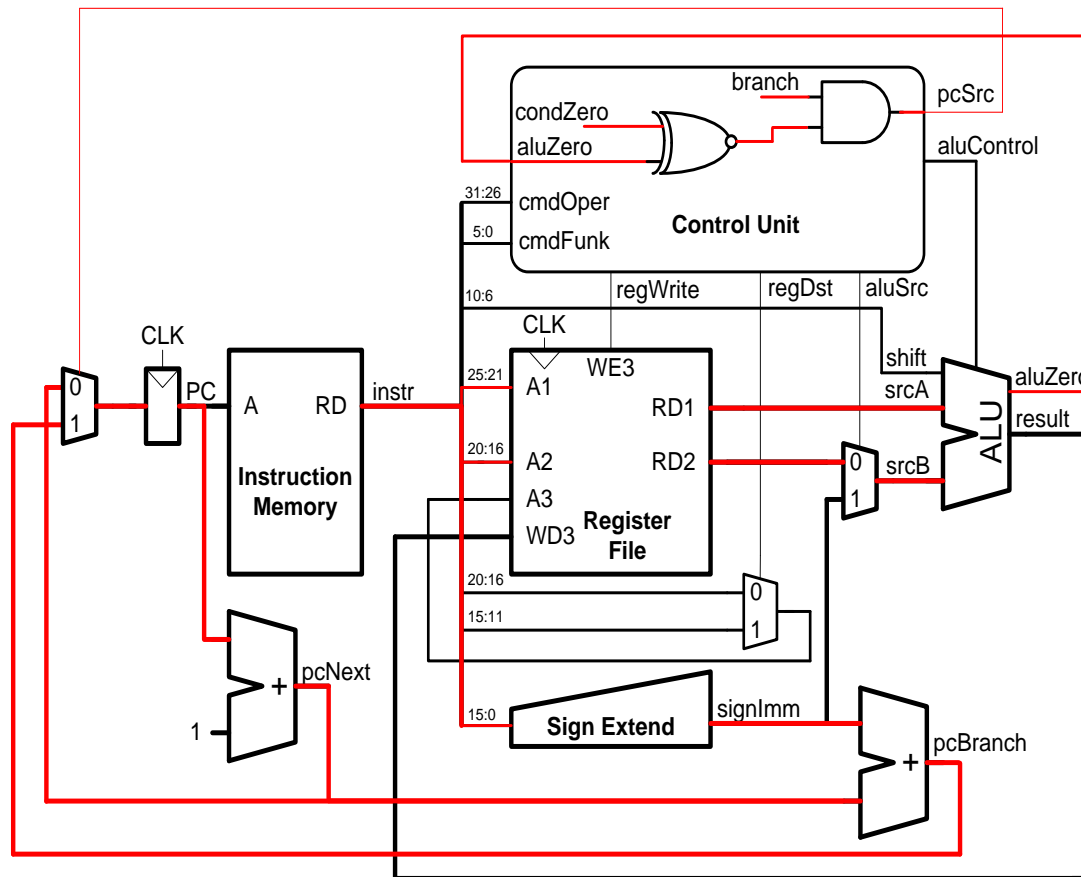 branch
pcSrc
condZero
aluZero
aluControl
31:26
cmdOper
5:0
cmdFunk
Control Unit
10:6
regWrite
regDst
aluSrc
CLK
CLK
shift
PC
instr
25:21
A1
WE3
srcA
aluZero
0
1
A
RD
RD1
result
ALU
20:16
A2
RD2
0
srcB
Instruction
Memory
A3
1
WD3
Register
File
20:16
0
15:11
1
pcNext
+
1
15:0
Sign Extend
signImm
pcBranch
+